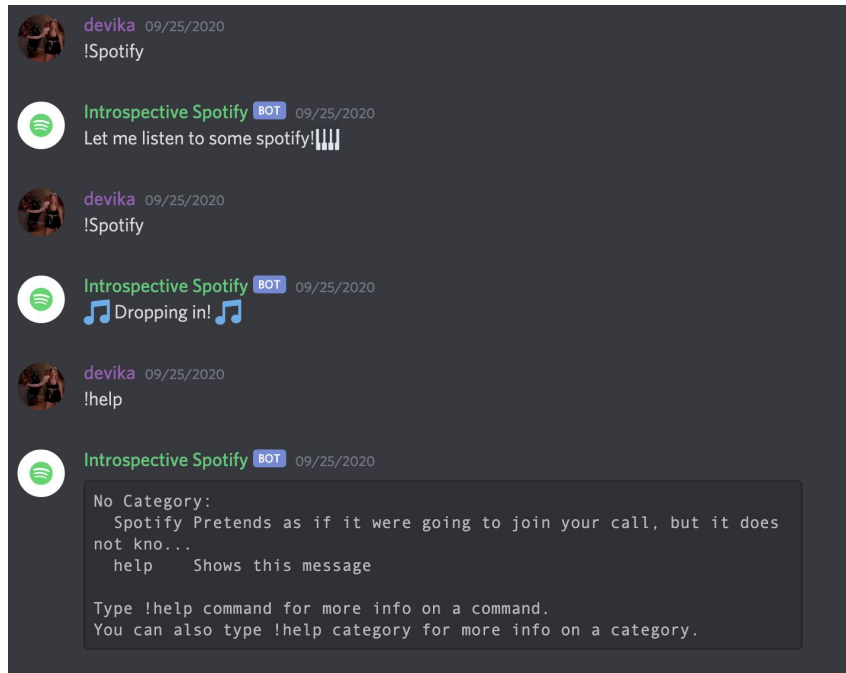 devika 09/25/2020
!Spotify
Introspective Spotify BOT 09/25/2020
Let me listen to some spotify!🎹
devika 09/25/2020
!Spotify
Introspective Spotify BOT 09/25/2020
🎵 Dropping in! 🎵
devika 09/25/2020
!help
Introspective Spotify BOT 09/25/2020
No Category:
  Spotify Pretends as if it were going to join your call, but it does
not kno...
  help    Shows this message
Type !help command for more info on a command.
You can also type !help category for more info on a category.